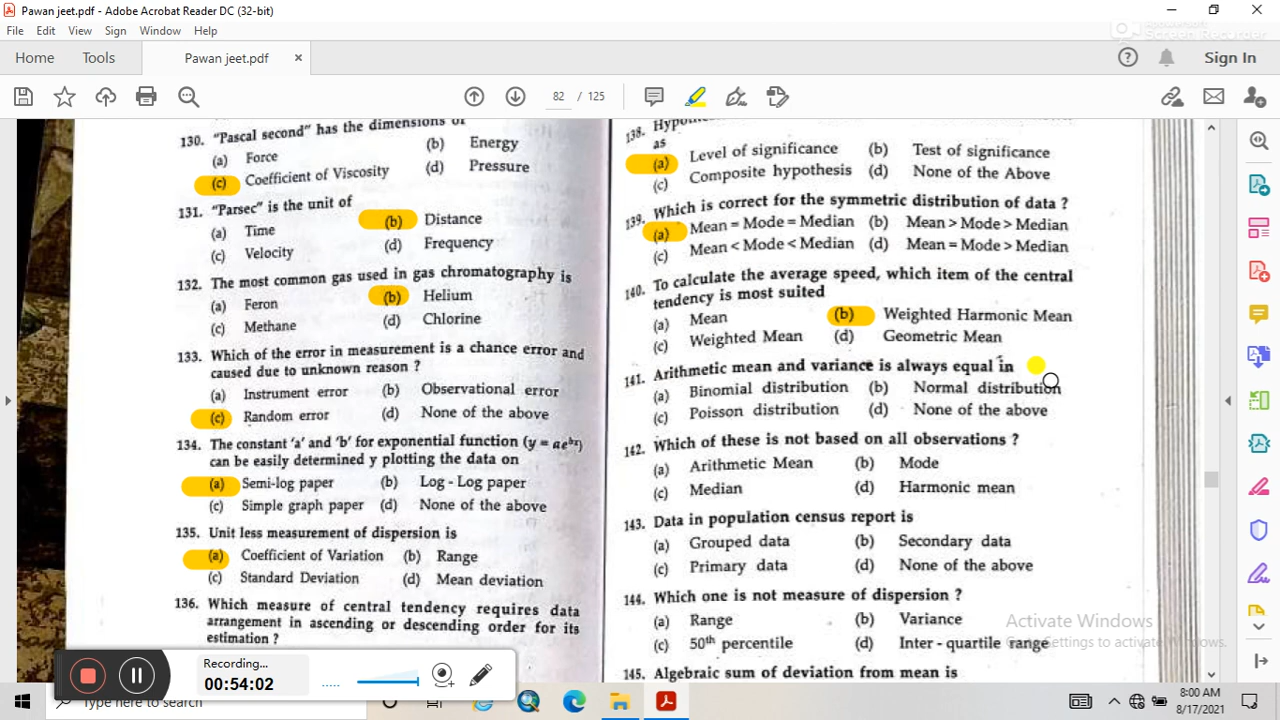 Pawan jeet.pdf - Adobe Acrobat Reader DC (32-bit)
File Edit View Sign Window Help
Home Tools Pawan jeet.pdf × Sign In
82 / 125
130. "Pascal second" has the dimensions of
(a) Force (b) Energy
(c) Coefficient of Viscosity (d) Pressure
131. "Parsec" is the unit of
(a) Time (b) Distance
(c) Velocity (d) Frequency
132. The most common gas used in gas chromatography is
(a) Feron (b) Helium
(c) Methane (d) Chlorine
133. Which of the error in measurement is a chance error and
caused due to unknown reason ?
(a) Instrument error (b) Observational error
(c) Random error (d) None of the above
134. The constant 'a' and 'b' for exponential function (y = ae^bx)
can be easily determined y plotting the data on
(a) Semi-log paper (b) Log - Log paper
(c) Simple graph paper (d) None of the above
135. Unit less measurement of dispersion is
(a) Coefficient of Variation (b) Range
(c) Standard Deviation (d) Mean deviation
136. Which measure of central tendency requires data
arrangement in ascending or descending order for its
estimation ?
138.
as
(a) Level of significance (b) Test of significance
(c) Composite hypothesis (d) None of the Above
139. Which is correct for the symmetric distribution of data ?
(a) Mean = Mode = Median (b) Mean > Mode > Median
(c) Mean < Mode < Median (d) Mean = Mode > Median
140. To calculate the average speed, which item of the central
tendency is most suited
(a) Mean (b) Weighted Harmonic Mean
(c) Weighted Mean (d) Geometric Mean
141. Arithmetic mean and variance is always equal in
(a) Binomial distribution (b) Normal distribution
(c) Poisson distribution (d) None of the above
142. Which of these is not based on all observations ?
(a) Arithmetic Mean (b) Mode
(c) Median (d) Harmonic mean
143. Data in population census report is
(a) Grouped data (b) Secondary data
(c) Primary data (d) None of the above
144. Which one is not measure of dispersion ?
(a) Range (b) Variance
(c) 50th percentile (d) Inter - quartile range
145. Algebraic sum of deviation from mean is
Activate Windows
Go to Settings to activate Windows.
Recording...
00:54:02
Type here to search
8:00 AM
8/17/2021
Screen Recorder